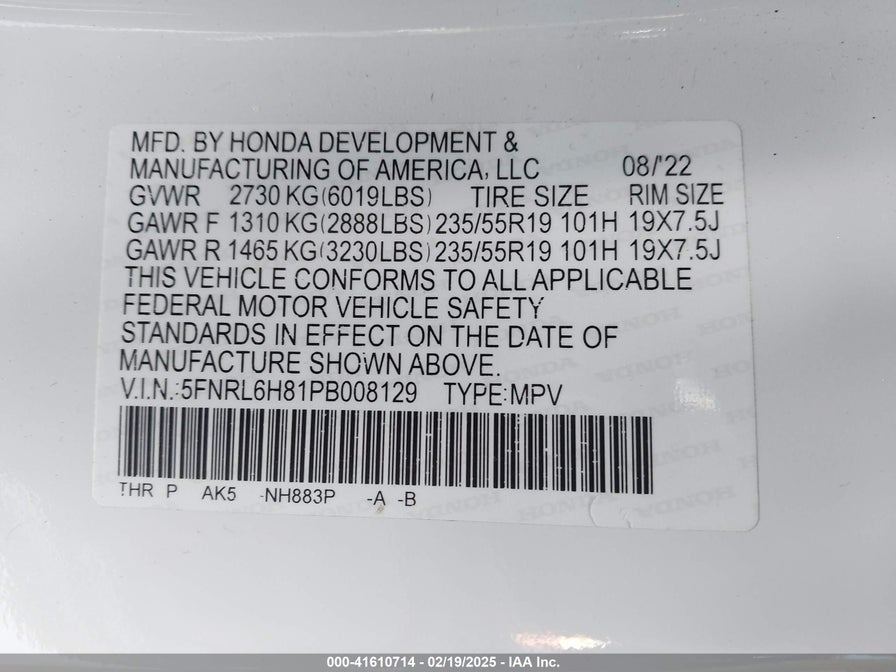 MFD. BY HONDA DEVELOPMENT &
MANUFACTURING OF AMERICA, LLC 08/'22
GVWR 2730 KG(6019LBS) TIRE SIZE RIM SIZE
GAWR F 1310 KG(2888LBS) 235/55R19 101H 19X7.5J
GAWR R 1465 KG(3230LBS) 235/55R19 101H 19X7.5J
THIS VEHICLE CONFORMS TO ALL APPLICABLE
FEDERAL MOTOR VEHICLE SAFETY
STANDARDS IN EFFECT ON THE DATE OF
MANUFACTURE SHOWN ABOVE.
V.I.N.:5FNRL6H81PB008129 TYPE:MPV
THR P AK5 -NH883P -A -B
000-41610714 - 02/19/2025 - IAA Inc.